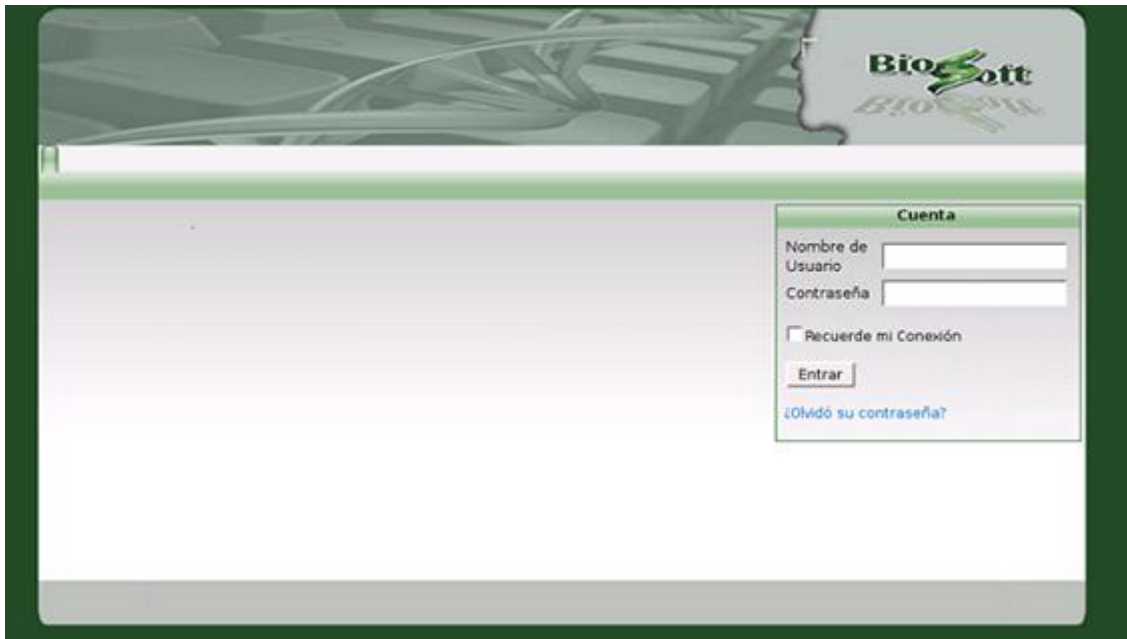 BioSoft
Cuenta
Nombre de
Usuario
Contraseña
Recuerde mi Conexión
Entrar
¿Olvidó su contraseña?